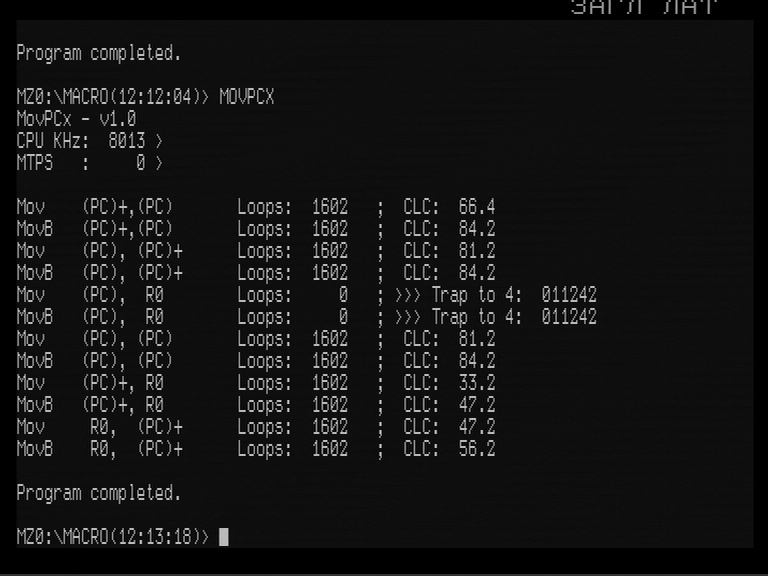 ЗАГЛ ЛАТ
Program completed.
MZ0:\MACRO(12:12:04)> MOVPCX
MovPCx - v1.0
CPU KHz:  8013 >
MTPS   :     0 >
Mov    (PC)+,(PC)      Loops:  1602   ;  CLC:  66.4
MovB   (PC)+,(PC)      Loops:  1602   ;  CLC:  84.2
Mov    (PC), (PC)+     Loops:  1602   ;  CLC:  81.2
MovB   (PC), (PC)+     Loops:  1602   ;  CLC:  84.2
Mov    (PC),  R0       Loops:     0   ; >>> Trap to 4:  011242
MovB   (PC),  R0       Loops:     0   ; >>> Trap to 4:  011242
Mov    (PC), (PC)      Loops:  1602   ;  CLC:  81.2
MovB   (PC), (PC)      Loops:  1602   ;  CLC:  84.2
Mov    (PC)+, R0       Loops:  1602   ;  CLC:  33.2
MovB   (PC)+, R0       Loops:  1602   ;  CLC:  47.2
Mov     R0,  (PC)+     Loops:  1602   ;  CLC:  47.2
MovB    R0,  (PC)+     Loops:  1602   ;  CLC:  56.2
Program completed.
MZ0:\MACRO(12:13:18)>